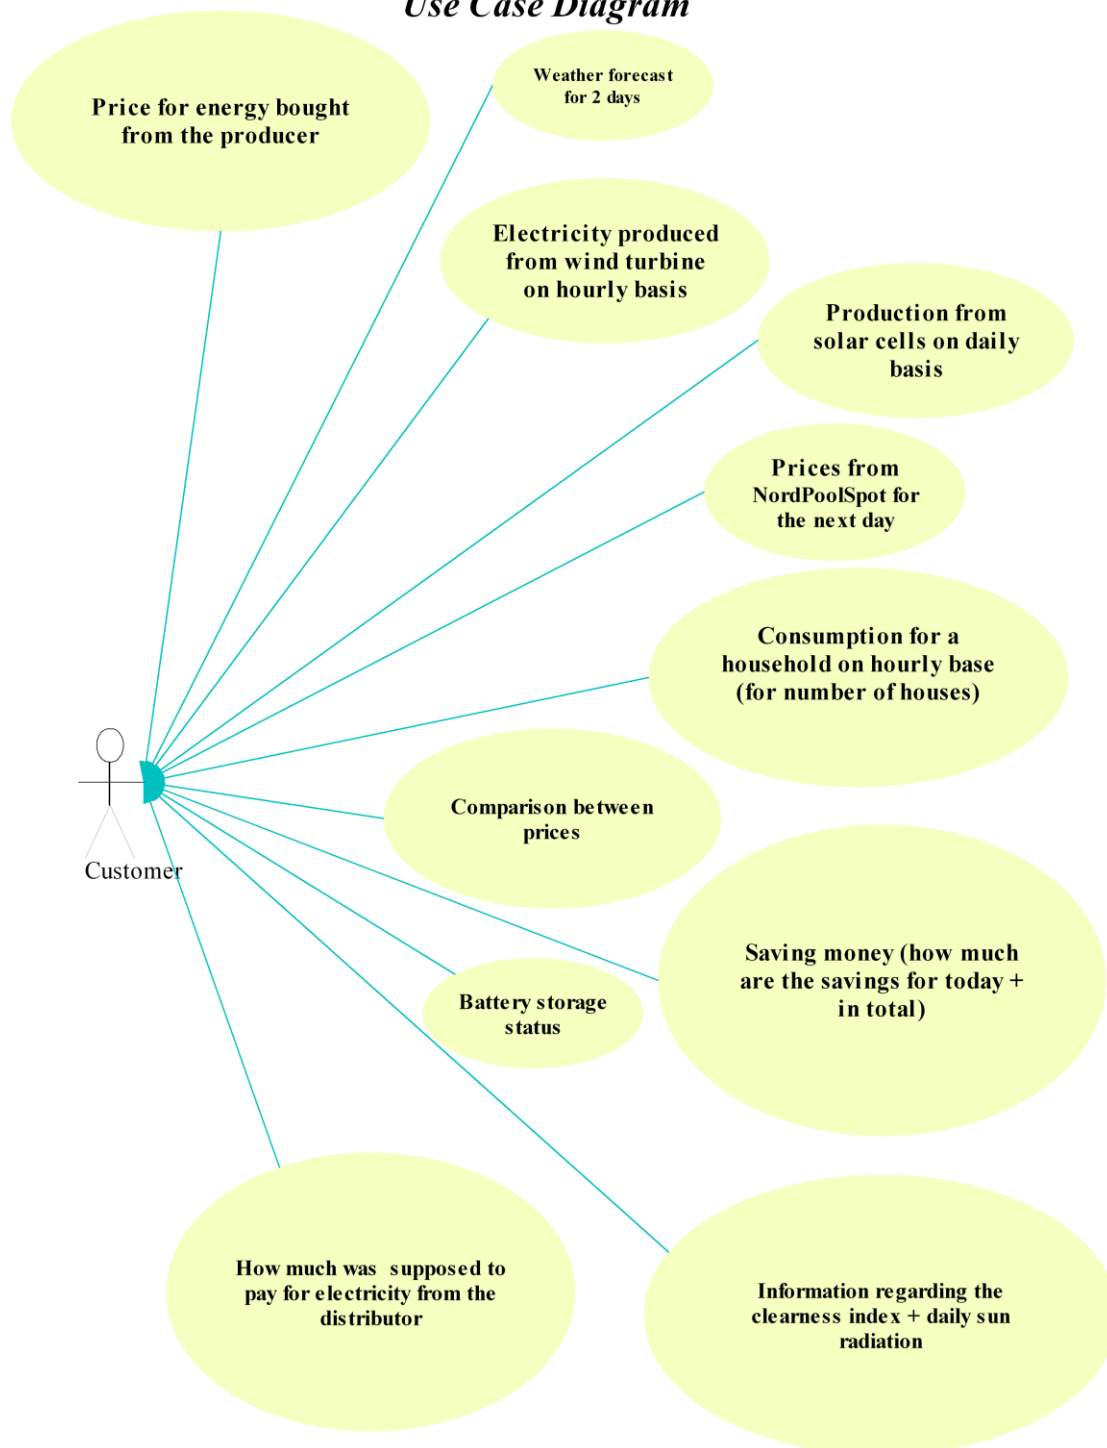 Use Case Diagram
Weather forecast
for 2 days
Price for energy bought
from the producer
Electricity produced
from wind turbine
on hourly basis
Production from
solar cells on daily
basis
Prices from
NordPoolSpot for
the next day
Consumption for a
household on hourly base
(for number of houses)
Comparison between
prices
Customer
Saving money (how much
are the savings for today +
in total)
Battery storage
status
How much was supposed to
pay for electricity from the
distributor
Information regarding the
clearness index + daily sun
radiation